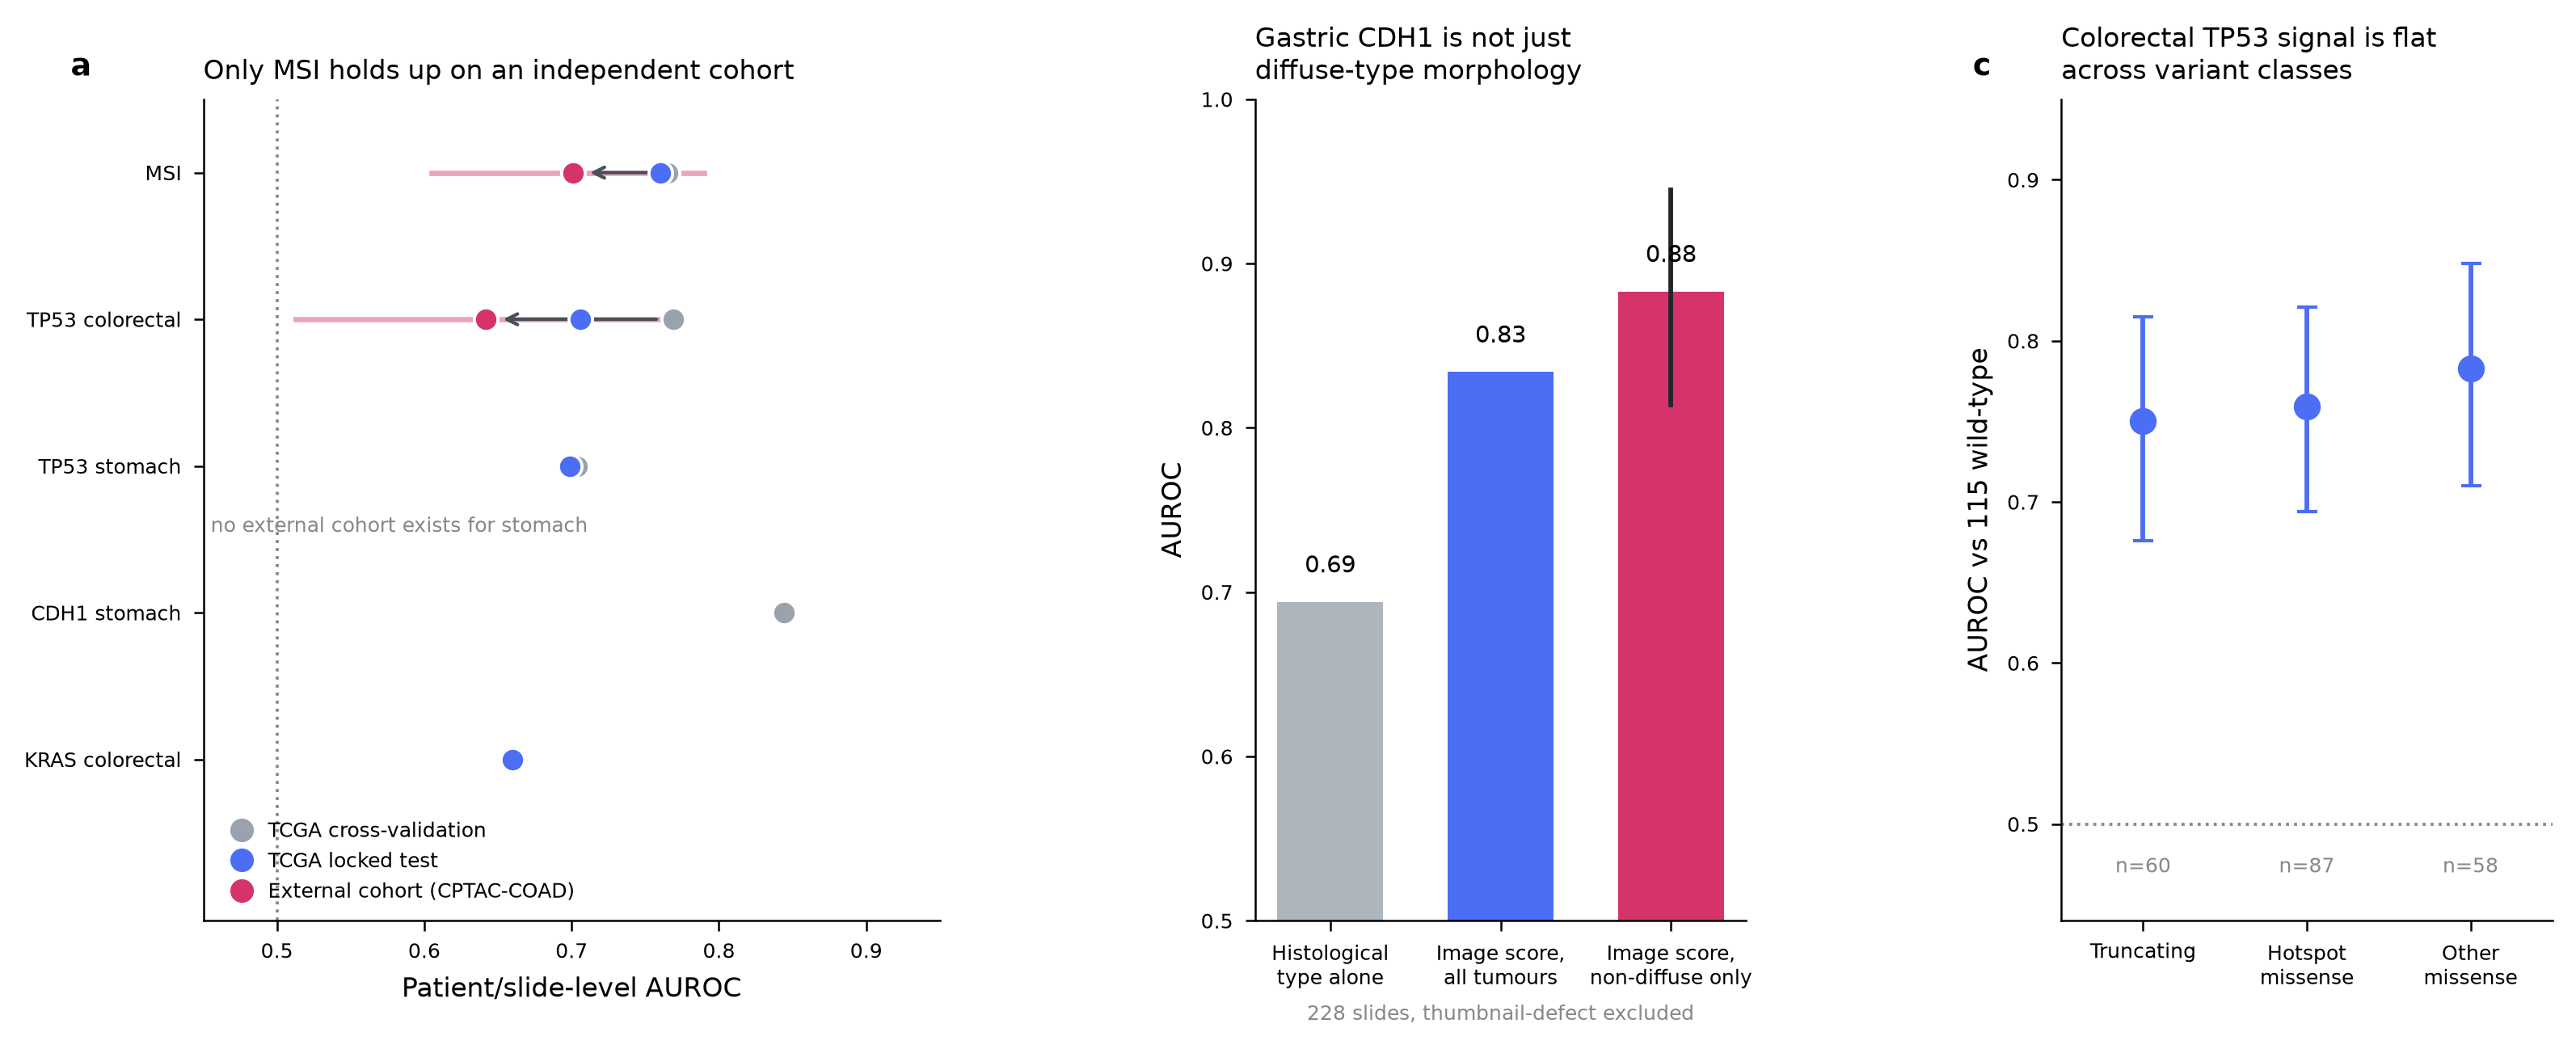 a
Only MSI holds up on an independent cohort
MSI
TP53 colorectal
TP53 stomach
no external cohort exists for stomach
CDH1 stomach
KRAS colorectal
TCGA cross-validation
TCGA locked test
External cohort (CPTAC-COAD)
0.5 0.6 0.7 0.8 0.9
Patient/slide-level AUROC
Gastric CDH1 is not just
diffuse-type morphology
AUROC
1.0
0.9
0.8
0.7
0.6
0.5
0.69
0.83
0.88
Histological
type alone
Image score,
all tumours
Image score,
non-diffuse only
228 slides, thumbnail-defect excluded
c
Colorectal TP53 signal is flat
across variant classes
AUROC vs 115 wild-type
0.9
0.8
0.7
0.6
0.5
n=60 n=87 n=58
Truncating
Hotspot
missense
Other
missense